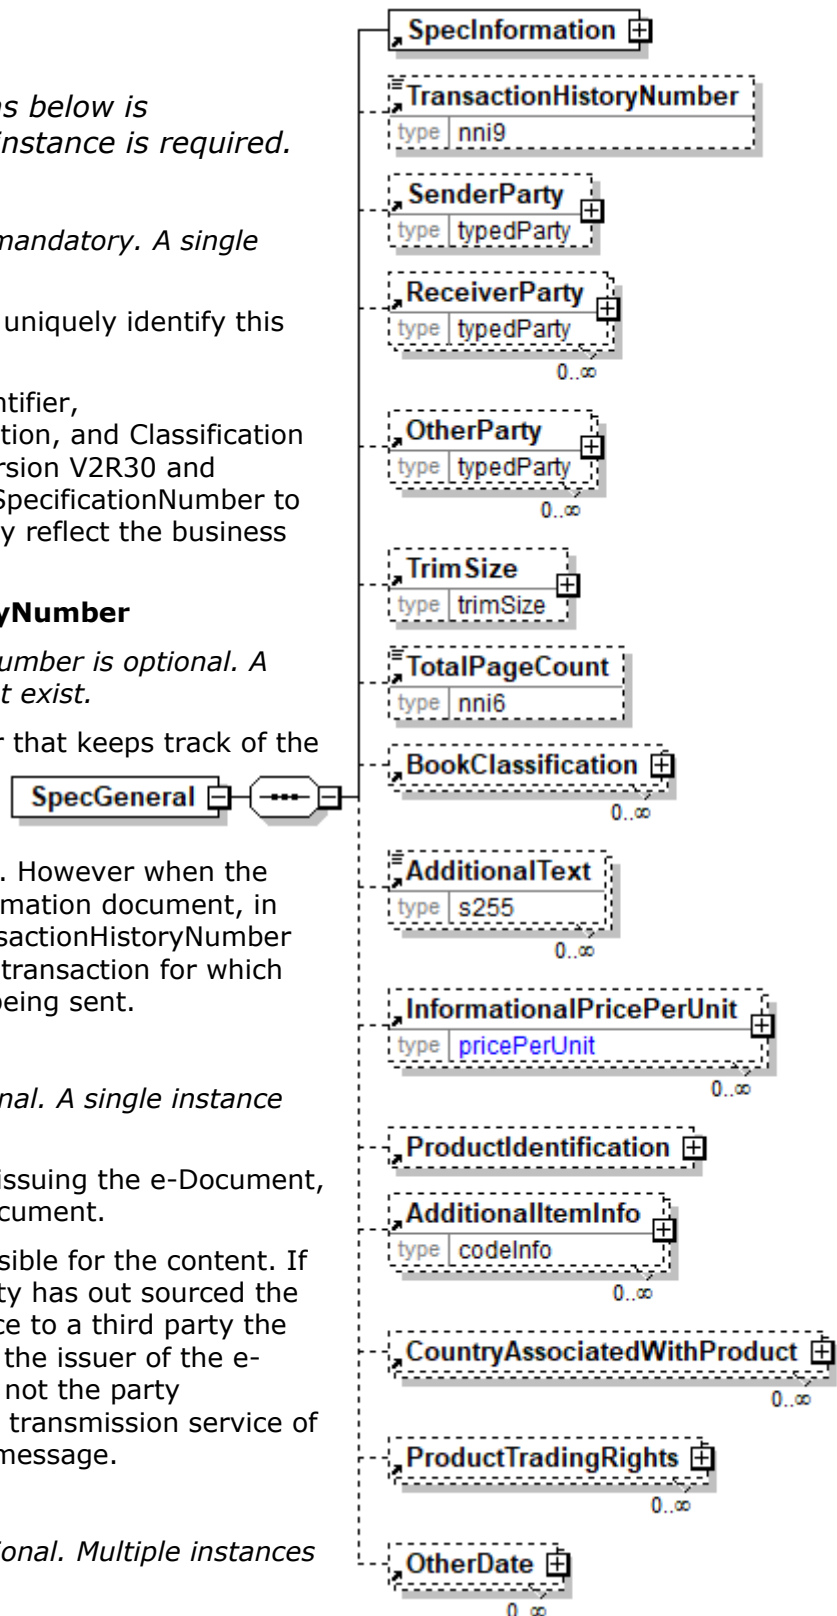 s below is
instance is required.
mandatory. A single
uniquely identify this
ntifier,
tion, and Classification
rsion V2R30 and
SpecificationNumber to
y reflect the business
yNumber
umber is optional. A
t exist.
r that keeps track of the
. However when the
mation document, in
sactionHistoryNumber
transaction for which
being sent.
nal. A single instance
issuing the e-Document,
cument.
sible for the content. If
ty has out sourced the
ce to a third party the
the issuer of the e-
not the party
transmission service of
message.
onal. Multiple instances
SpecGeneral
SpecInformation
TransactionHistoryNumber
type nni9
SenderParty
type typedParty
ReceiverParty
type typedParty
0..∞
OtherParty
type typedParty
0..∞
TrimSize
type trimSize
TotalPageCount
type nni6
BookClassification
0..∞
AdditionalText
type s255
0..∞
InformationalPricePerUnit
type pricePerUnit
0..∞
ProductIdentification
AdditionalItemInfo
type codeInfo
0..∞
CountryAssociatedWithProduct
0..∞
ProductTradingRights
0..∞
OtherDate
0..∞